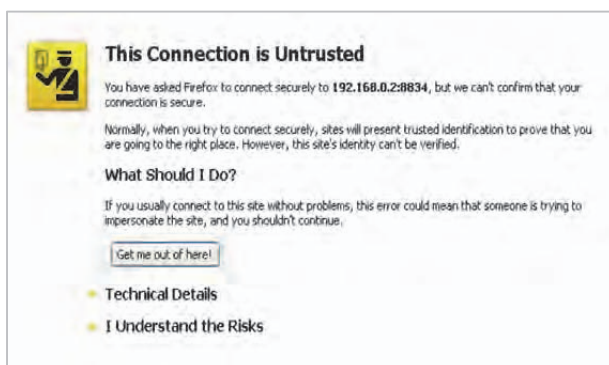 This Connection is Untrusted
You have asked Firefox to connect securely to 192.168.0.2:8834, but we can't confirm that your
connection is secure.
Normally, when you try to connect securely, sites will present trusted identification to prove that you
are going to the right place. However, this site's identity can't be verified.
What Should I Do?
If you usually connect to this site without problems, this error could mean that someone is trying to
impersonate the site, and you shouldn't continue.
Get me out of here!
Technical Details
I Understand the Risks